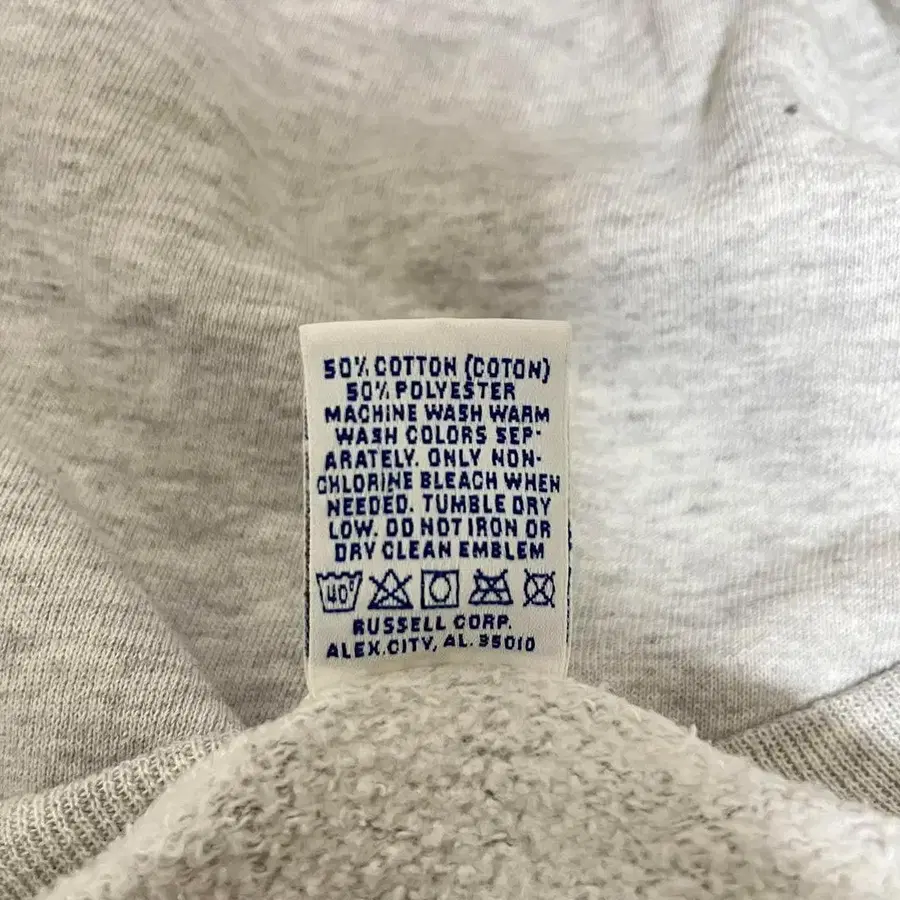 50% COTTON (COTON)
50% POLYESTER
MACHINE WASH WARM
WASH COLORS SEP-
ARATELY. ONLY NON-
CHLORINE BLEACH WHEN
NEEDED. TUMBLE DRY
LOW. DO NOT IRON OR
DRY CLEAN EMBLEM
40°
RUSSELL CORP.
ALEX.CITY, AL. 35010